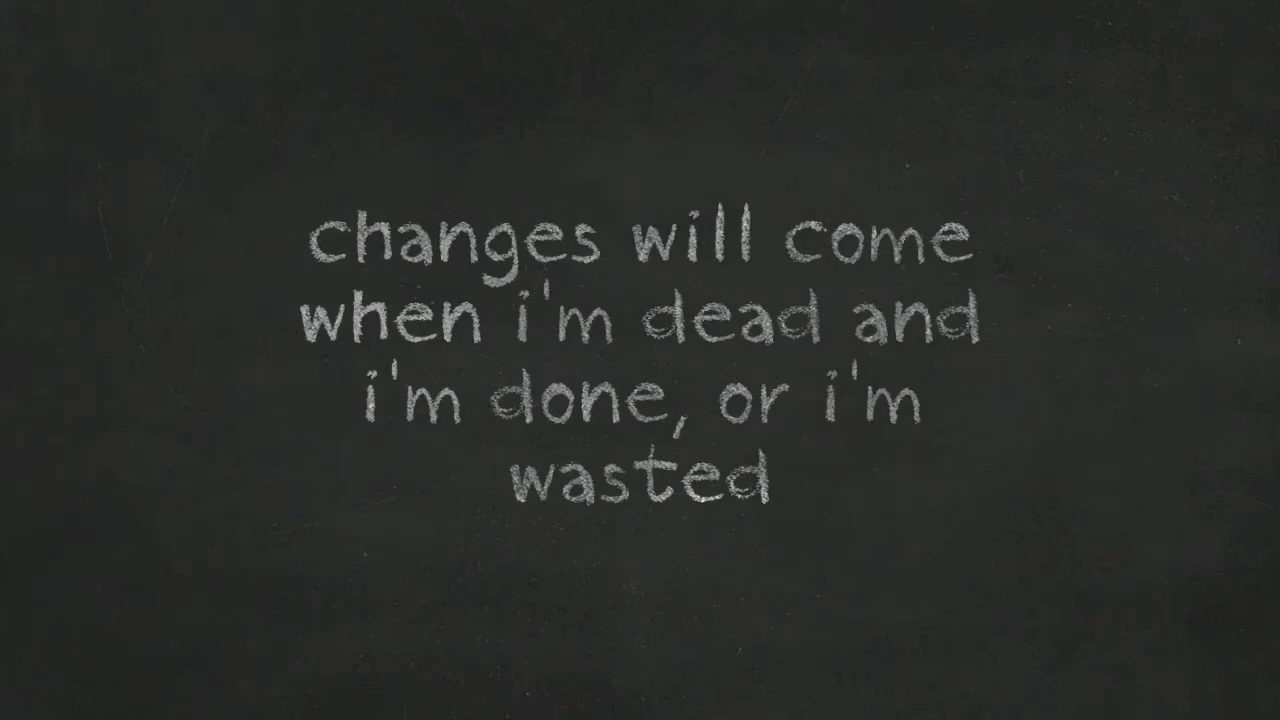 changes will come
when i'm dead and
i'm done, or i'm
wasted